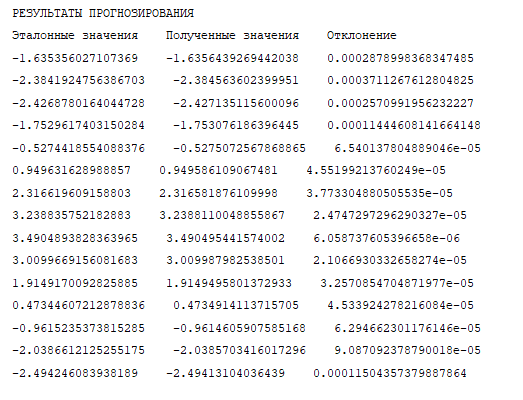 РЕЗУЛЬТАТЫ ПРОГНОЗИРОВАНИЯ
Эталонные значения Полученные значения Отклонение
-1.635356027107369 -1.6356439269442038 0.0002878998368347485
-2.3841924756386703 -2.384563602399951 0.0003711267612804825
-2.4268780164044728 -2.427135115600096 0.0002570991956232227
-1.7529617403150284 -1.753076186396445 0.00011444608141664148
-0.5274418554088376 -0.5275072567868865 6.540137804889046e-05
0.949631628988857 0.949586109067481 4.55199213760249e-05
2.316619609158803 2.316581876109998 3.773304880505535e-05
3.238835752182883 3.2388110048855867 2.4747297296290327e-05
3.4904893828363965 3.490495441574002 6.058737605396658e-06
3.0099669156081683 3.009987982538501 2.1066930332658274e-05
1.9149170092825885 1.9149495801372933 3.2570854704871977e-05
0.47344607212878836 0.4734914113715705 4.533924278216084e-05
-0.9615235373815285 -0.9614605907585168 6.294662301176146e-05
-2.0386612125255175 -2.0385703416017296 9.087092378790018e-05
-2.494246083938189 -2.49413104036439 0.00011504357379887864